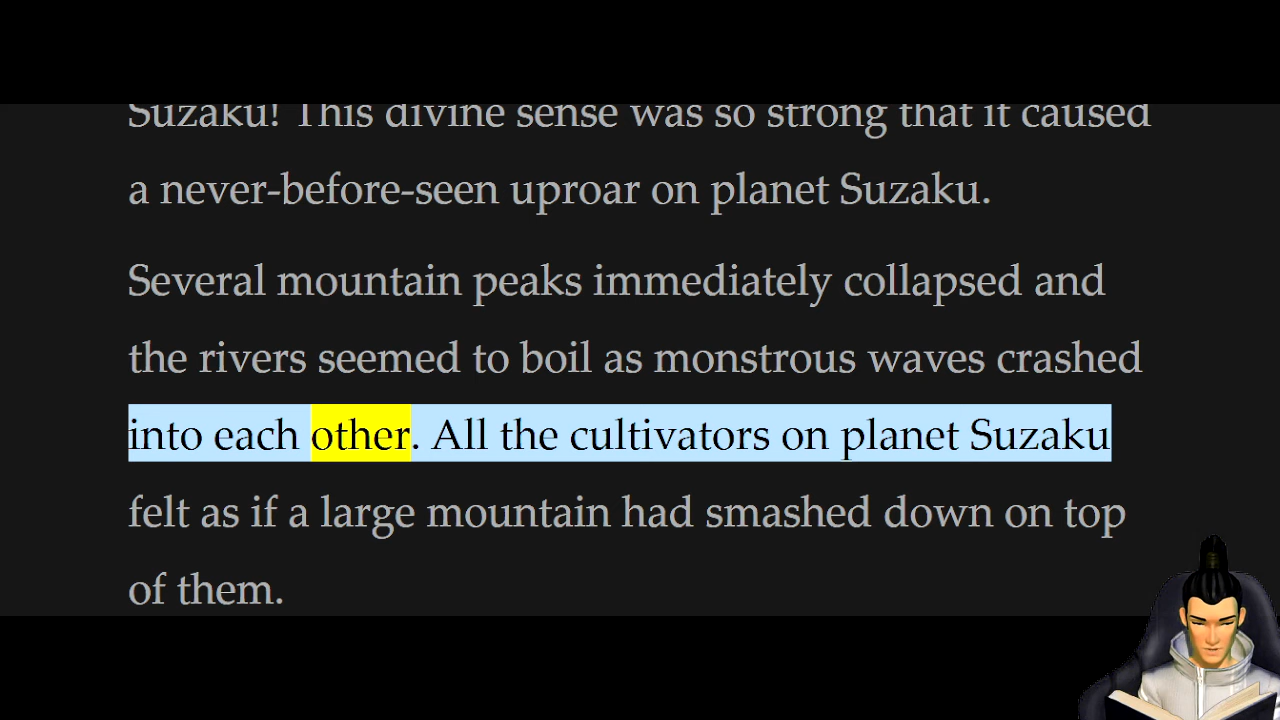 Suzaku! This divine sense was so strong that it caused
a never-before-seen uproar on planet Suzaku.
Several mountain peaks immediately collapsed and
the rivers seemed to boil as monstrous waves crashed
into each other. All the cultivators on planet Suzaku
felt as if a large mountain had smashed down on top
of them.